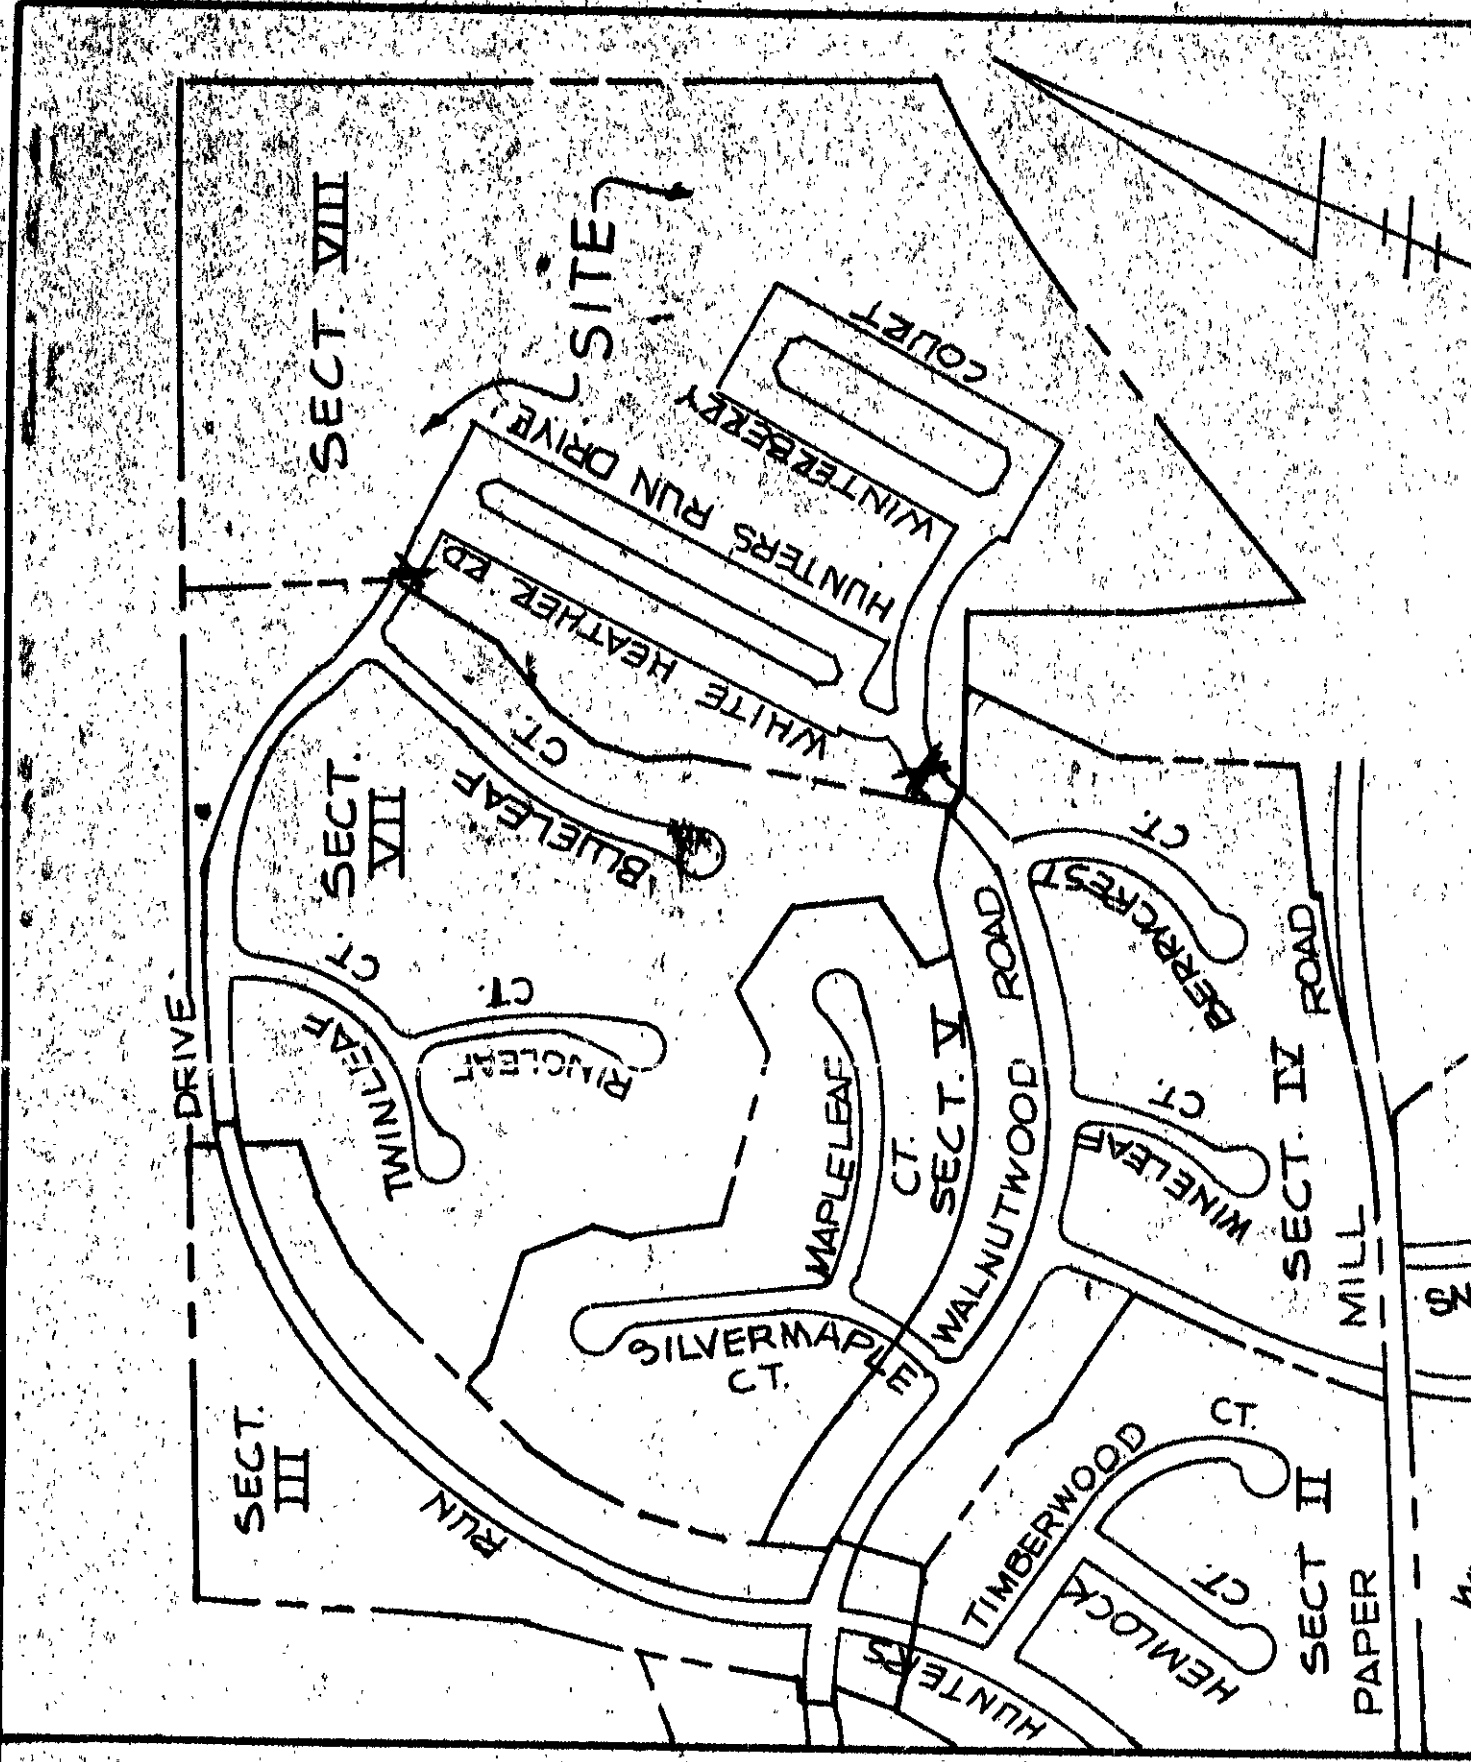 SECT. VIII
SITE
COURT
WINTERBERRY
HUNTERS RUN DRIVE
WHITE HEATHER RD
SECT.
VII
BLUELEAF
CT.
TWINLEAF
CT.
RINGLEAF
CT.
DRIVE
MAPLELEAF
CT.
SECT. V
WALNUTWOOD ROAD
BERRYCREST
CT.
WINELEAF
CT.
SECT. IV
SILVERMAPLE
CT.
SECT.
III
RUN
HUNTERS
TIMBERWOOD
CT.
HEMLOCK
CT.
SECT II
PAPER MILL ROAD